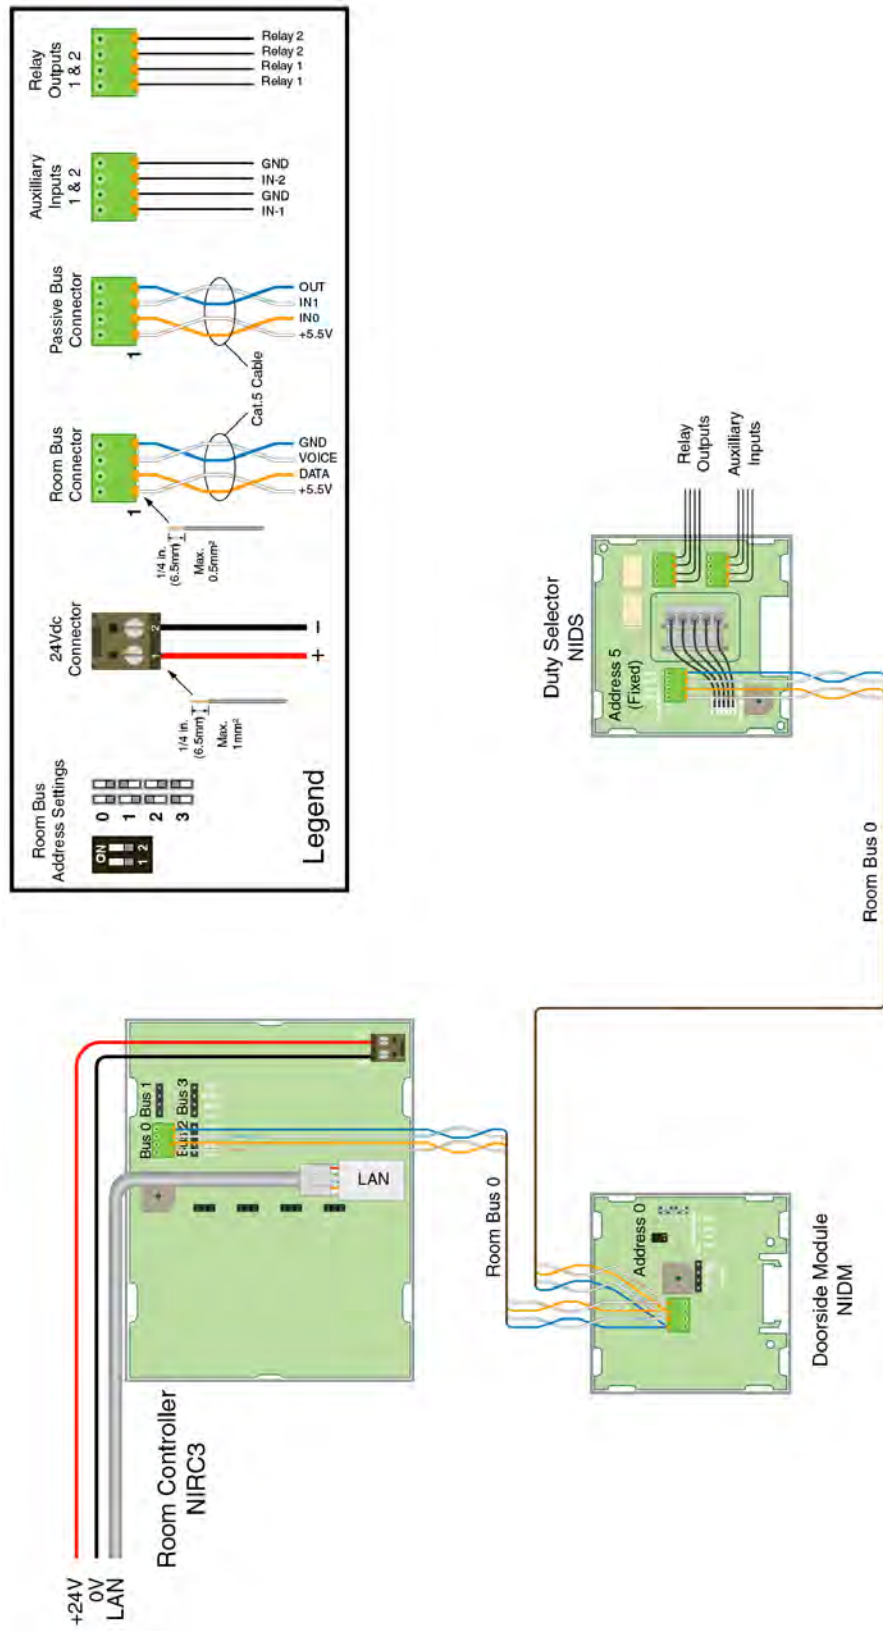 Legend
Room Bus
Address Settings
ON
1 2
0
1
2
3
24Vdc
Connector
1
2
+
–
1/4 in.
(6.5mm)
Max.
1mm²
Room Bus
Connector
1
GND
VOICE
DATA
+5.5V
1/4 in.
(6.5mm)
Max.
0.5mm²
Cat.5 Cable
Passive Bus
Connector
1
OUT
IN1
IN0
+5.5V
Auxilliary
Inputs
1 & 2
GND
IN-2
GND
IN-1
Relay
Outputs
1 & 2
Relay 2
Relay 2
Relay 1
Relay 1
+24V
0V
LAN
Room Controller
NIRC3
Bus 0
Bus 1
Bus 2
Bus 3
LAN
Room Bus 0
Address 0
Doorside Module
NIDM
Room Bus 0
Duty Selector
NIDS
Address 5
(Fixed)
Relay
Outputs
Auxilliary
Inputs